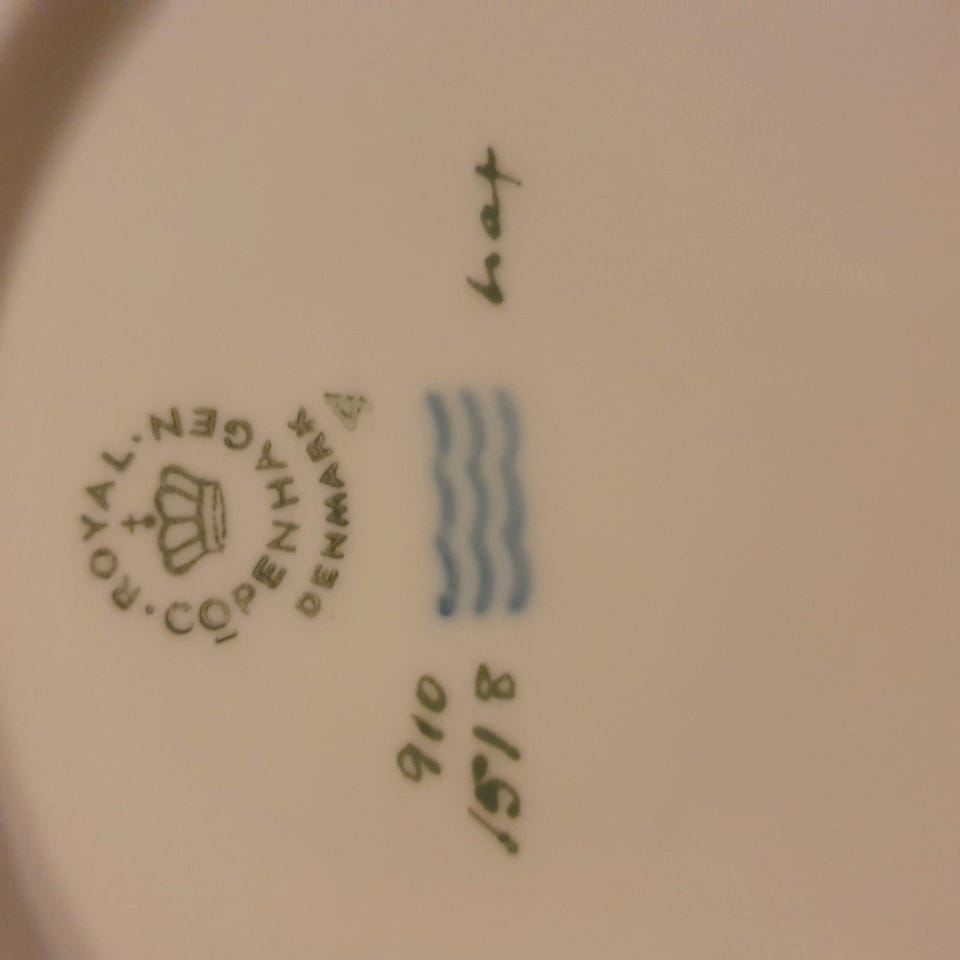 ROYAL
COPENHAGEN
DENMARK
910
1518